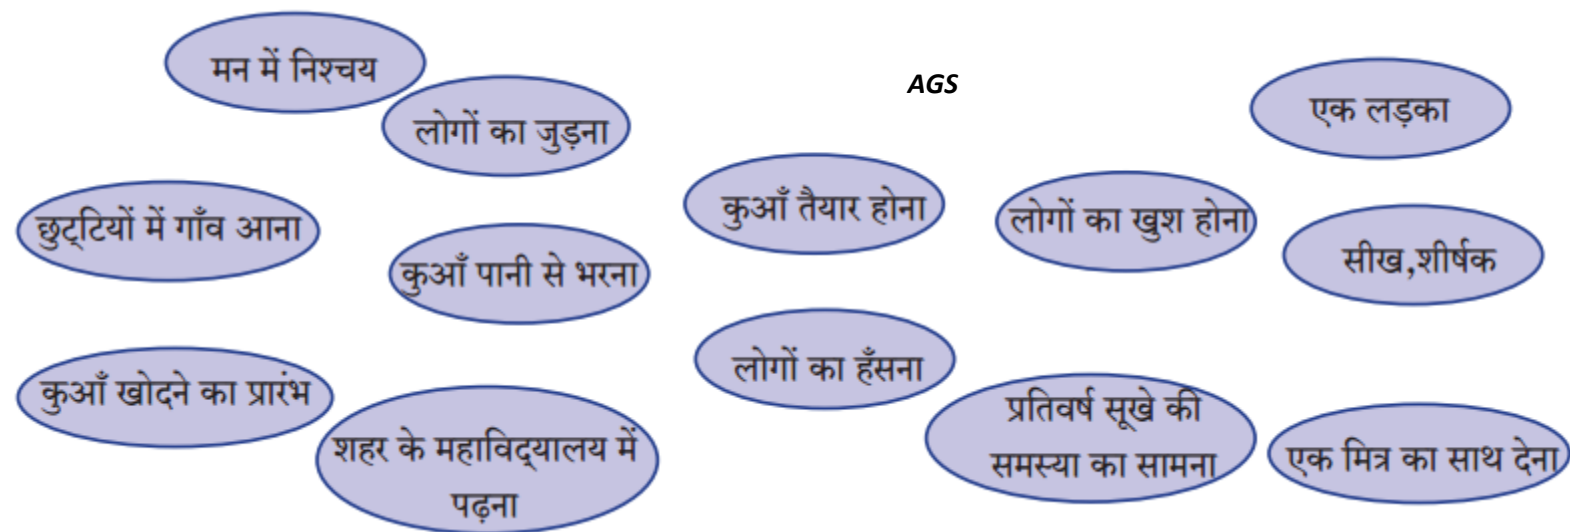 मन में निश्चय
लोगों का जुड़ना
AGS
एक लड़का
छुट्‌टियों में गाँव आना
कुआँ पानी से भरना
कुआँ तैयार होना
लोगों का खुश होना
सीख,शीर्षक
कुआँ खोदने का प्रारंभ
शहर के महाविद्‌यालय में
पढ़ना
लोगों का हँसना
प्रतिवर्ष सूखे की
समस्या का सामना
एक मित्र का साथ देना